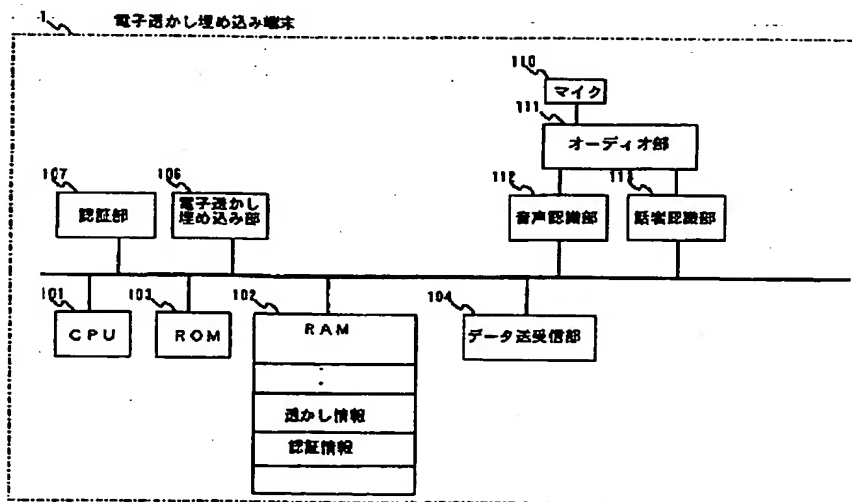 1
電子透かし埋め込み端末
110
マイク
111
オーディオ部
107
認証部
106
電子透かし
埋め込み部
112
音声認識部
113
話者認識部
101
CPU
103
ROM
102
RAM
:
透かし情報
認証情報
104
データ送受信部